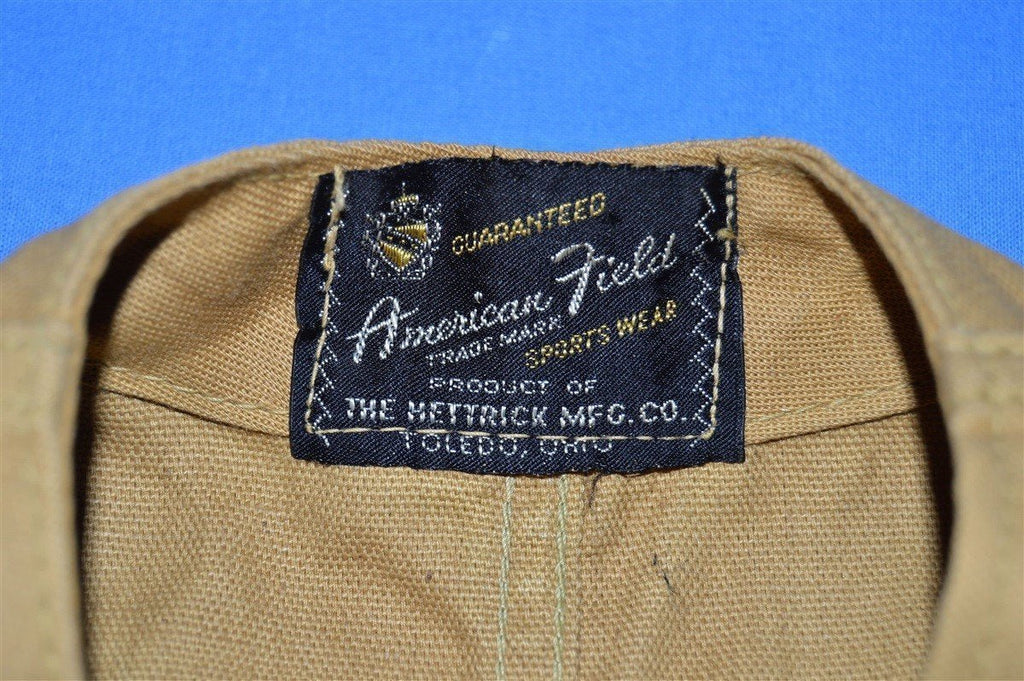 GUARANTEED
American Field
TRADE MARK
SPORTS WEAR
PRODUCT OF
THE HETTRICK MFG. CO.
TOLEDO, OHIO